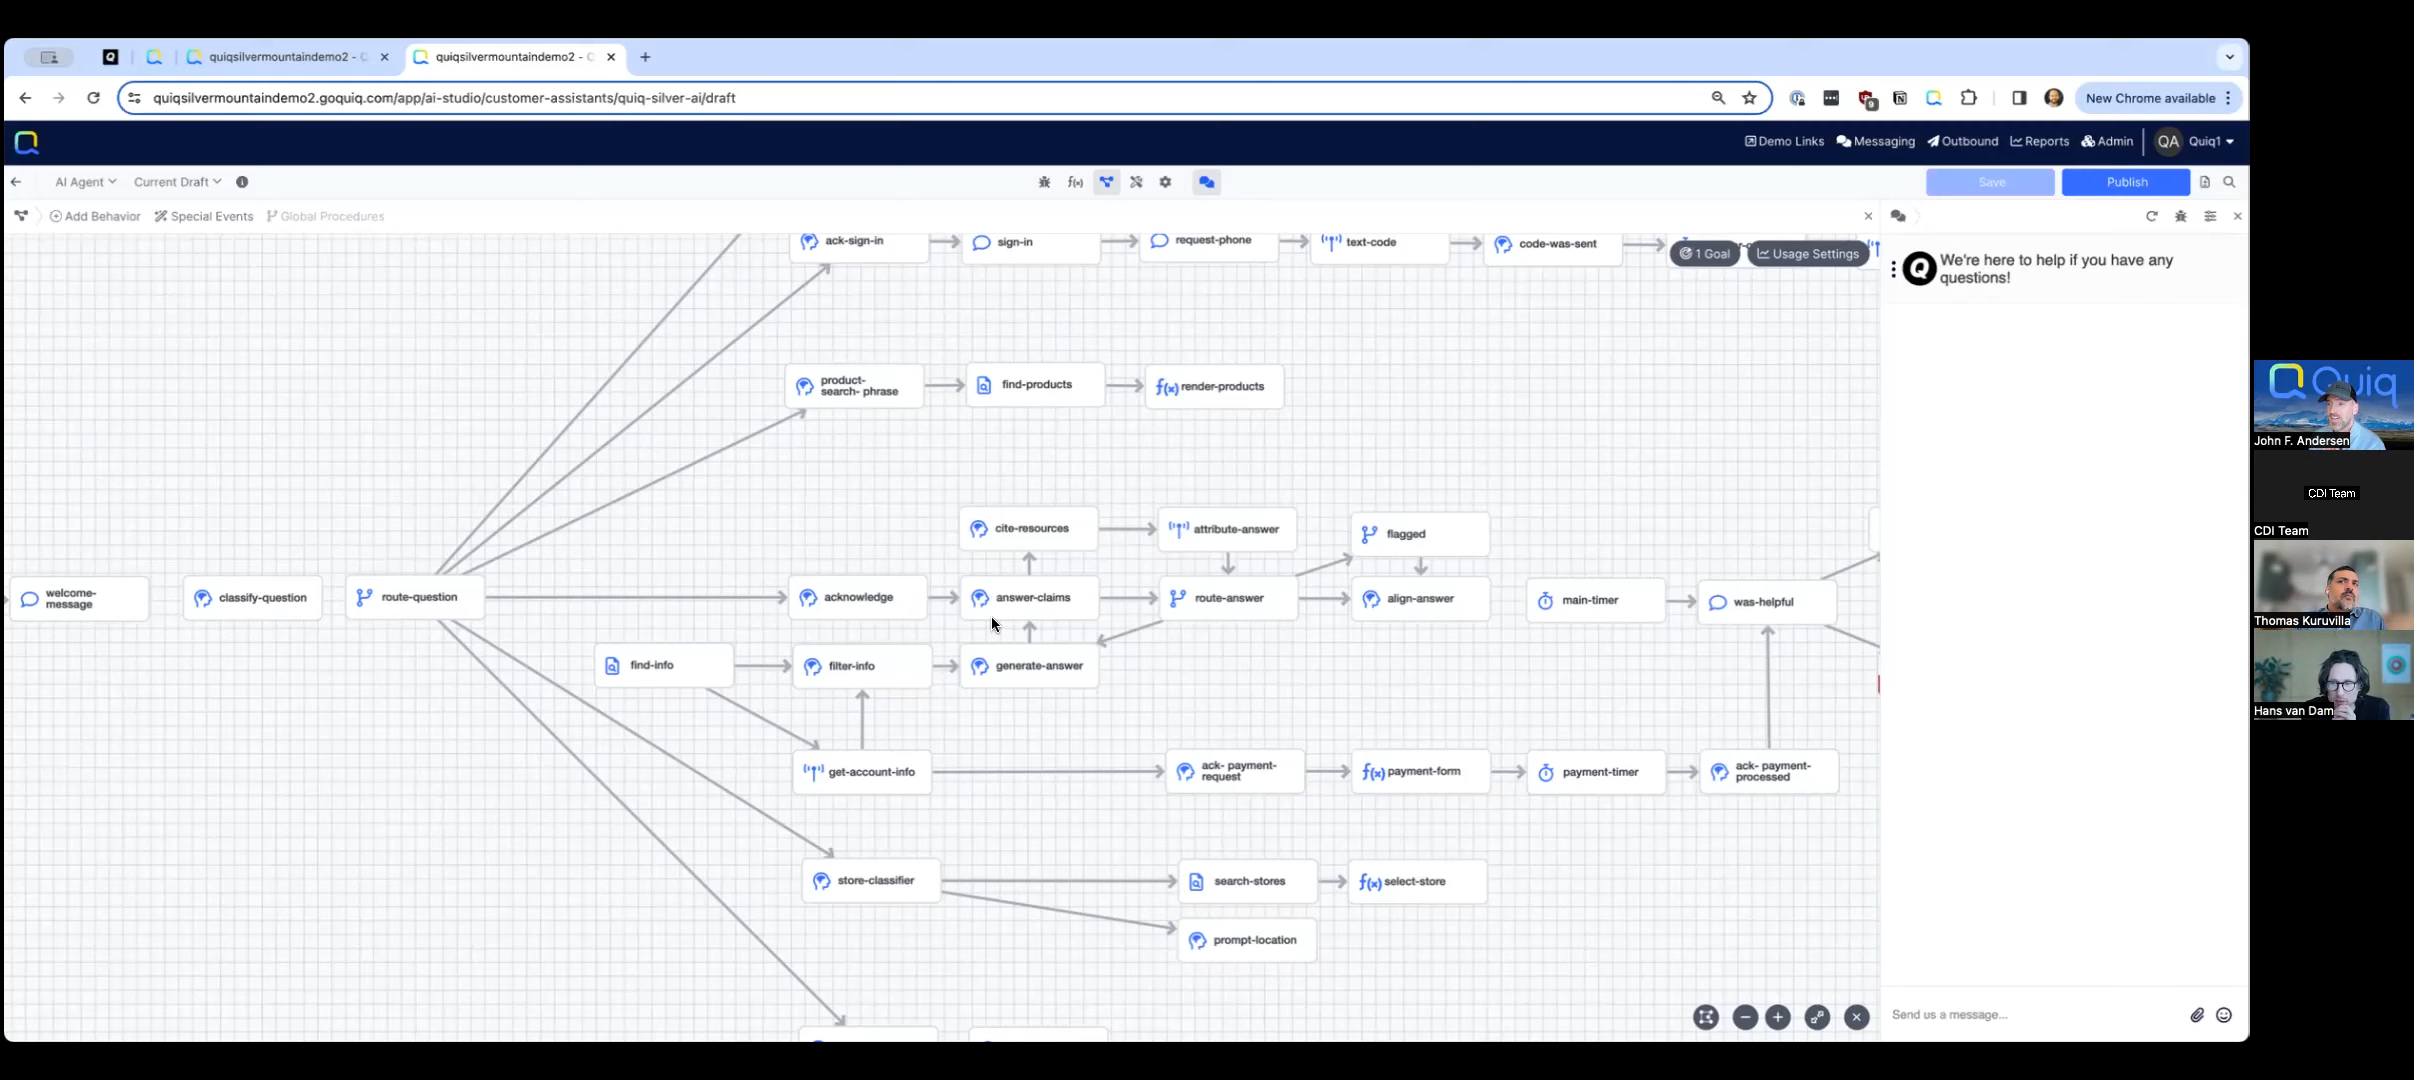 quiqsilvermountaindemo2 - Q
quiqsilvermountaindemo2 - Q
quiqsilvermountaindemo2.goquiq.com/app/ai-studio/customer-assistants/quiq-silver-ai/draft
9
New Chrome available
Demo Links
Messaging
Outbound
Reports
Admin
QA
Quiq1
AI Agent
Current Draft
f(x)
Save
Publish
Add Behavior
Special Events
Global Procedures
ack-sign-in
sign-in
request-phone
text-code
code-was-sent
1 Goal
Usage Settings
We're here to help if you have any
questions!
product-
search- phrase
find-products
f(x) render-products
cite-resources
attribute-answer
flagged
welcome-
message
classify-question
route-question
acknowledge
answer-claims
route-answer
align-answer
main-timer
was-helpful
find-info
filter-info
generate-answer
get-account-info
ack- payment-
request
f(x) payment-form
payment-timer
ack- payment-
processed
store-classifier
search-stores
f(x) select-store
prompt-location
Send us a message...
Quiq
John F. Andersen
CDI Team
CDI Team
Thomas Kuruvilla
Hans van Dam